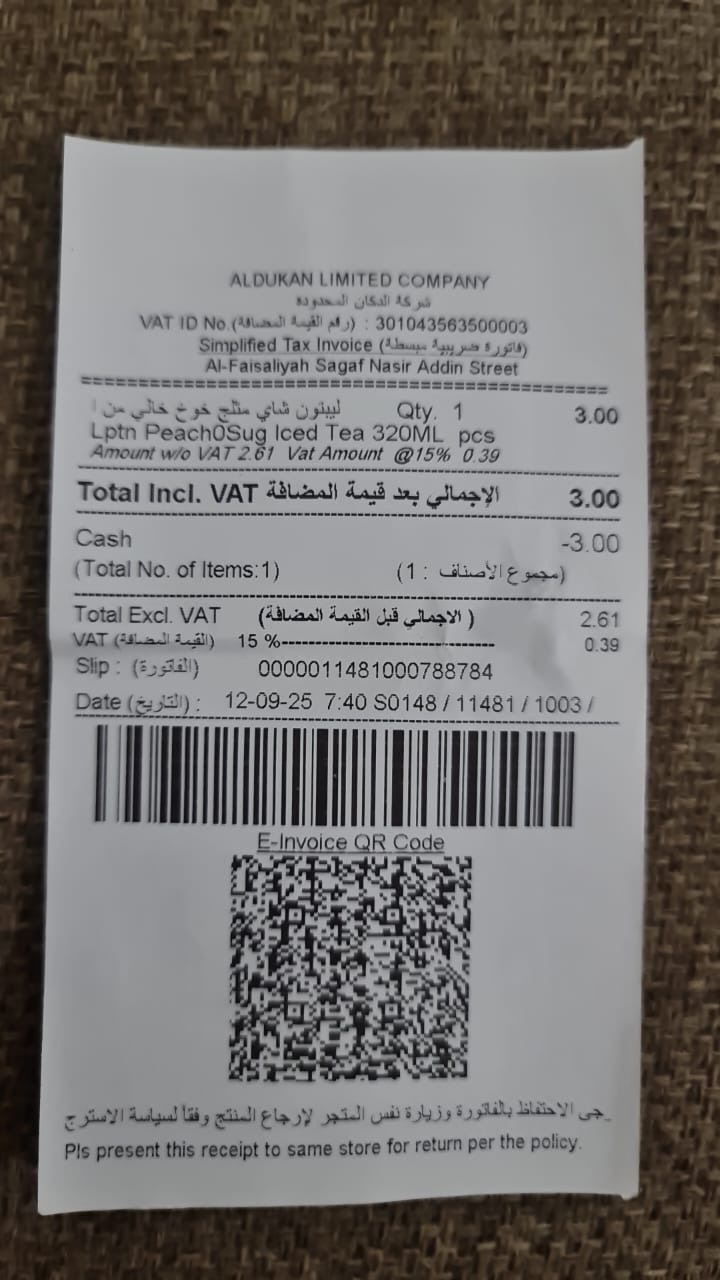 ALDUKAN LIMITED COMPANY
شركة الدكان المحدوده
VAT ID No.(رقم القيمة المضافة) : 301043563500003
Simplified Tax Invoice (فاتورة ضريبية مبسطة)
Al-Faisaliyah Sagaf Nasir Addin Street
ليبتون شاي مثلج خوخ خالي من ا Qty. 1 3.00
Lptn Peach0Sug Iced Tea 320ML pcs
Amount w/o VAT 2.61 Vat Amount @15% 0.39
Total Incl. VAT الإجمالي بعد قيمة المضافة 3.00
Cash -3.00
(Total No. of Items:1) (مجموع الأصناف : 1)
Total Excl. VAT (الاجمالي قبل القيمة المضافة ) 2.61
VAT (القيمة المضافة) 15 %------------------------------ 0.39
Slip : (الفاتورة) 0000011481000788784
Date (التاريخ) : 12-09-25 7:40 S0148 / 11481 / 1003 /
E-Invoice QR Code
جى الاحتفاظ بالفاتورة وزيارة نفس المتجر لإرجاع المنتج وفقاً لسياسة الاسترج
Pls present this receipt to same store for return per the policy.